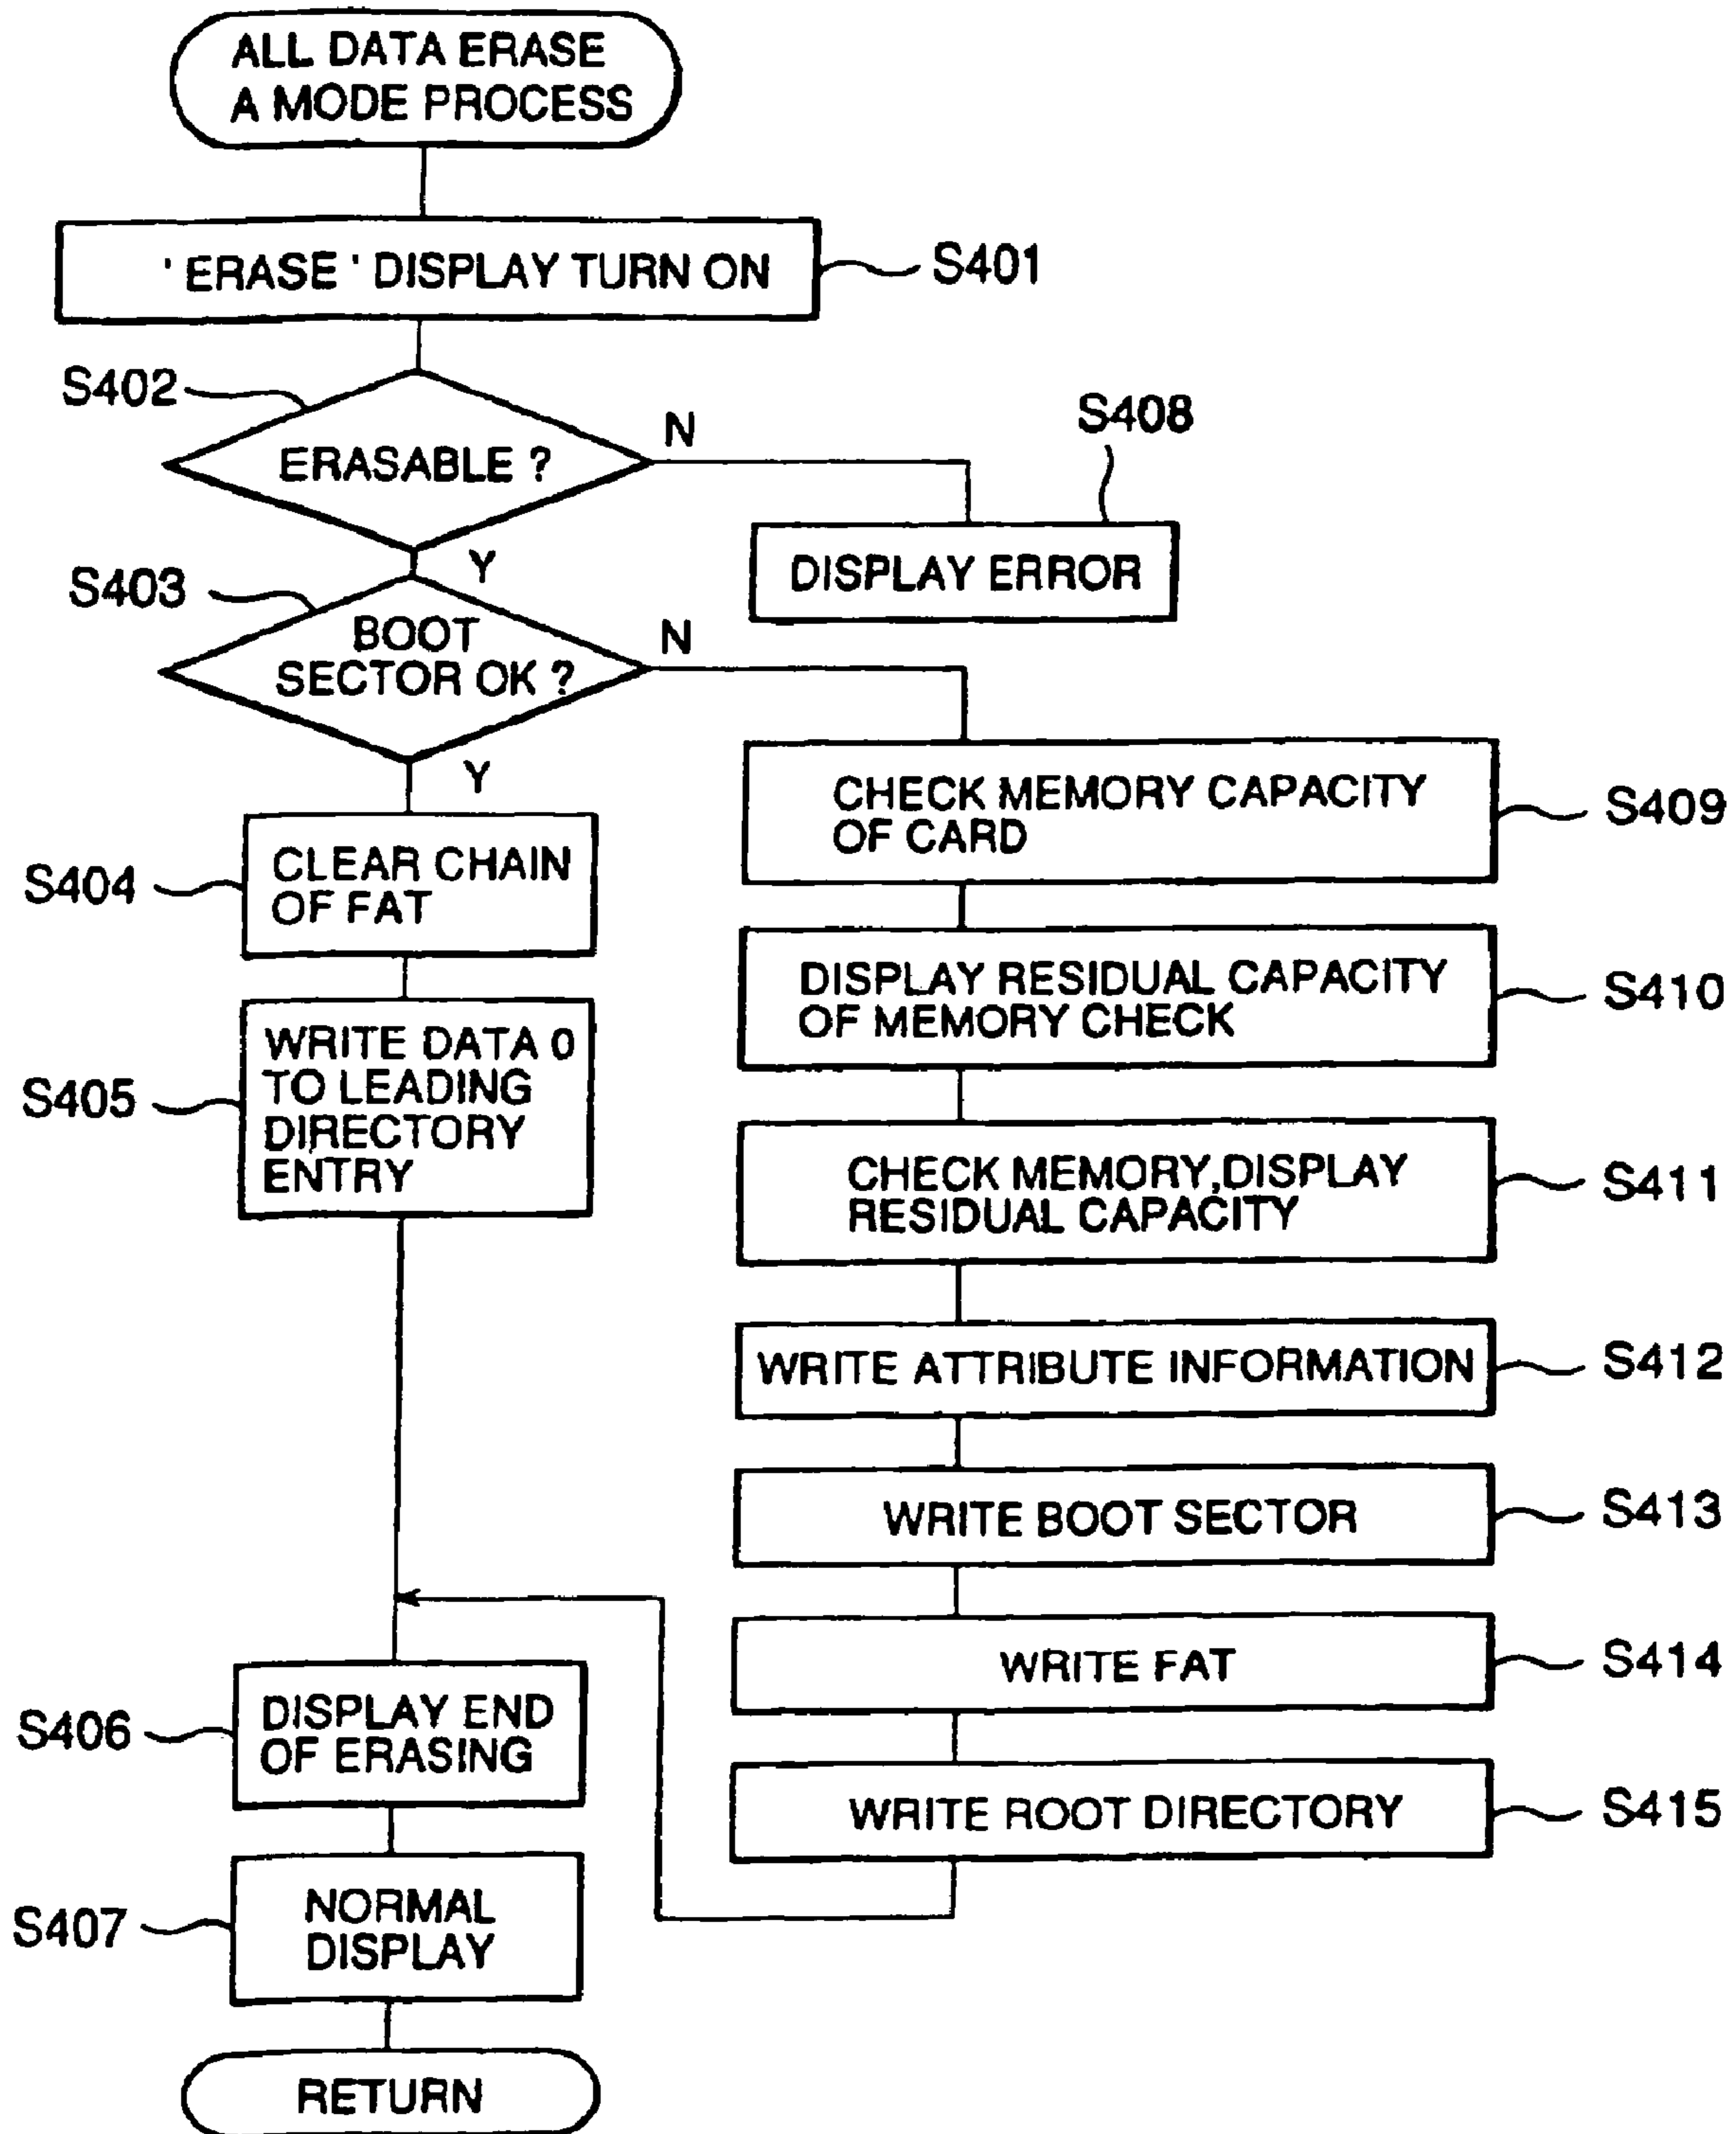 ALL DATA ERASE
A MODE PROCESS
' ERASE ' DISPLAY TURN ON
S401
S402
ERASABLE ?
N
Y
S408
DISPLAY ERROR
S403
BOOT
SECTOR OK ?
N
Y
S404
CLEAR CHAIN
OF FAT
S405
WRITE DATA 0
TO LEADING
DIRECTORY
ENTRY
CHECK MEMORY CAPACITY
OF CARD
S409
DISPLAY RESIDUAL CAPACITY
OF MEMORY CHECK
S410
CHECK MEMORY,DISPLAY
RESIDUAL CAPACITY
S411
WRITE ATTRIBUTE INFORMATION
S412
WRITE BOOT SECTOR
S413
WRITE FAT
S414
WRITE ROOT DIRECTORY
S415
S406
DISPLAY END
OF ERASING
S407
NORMAL
DISPLAY
RETURN